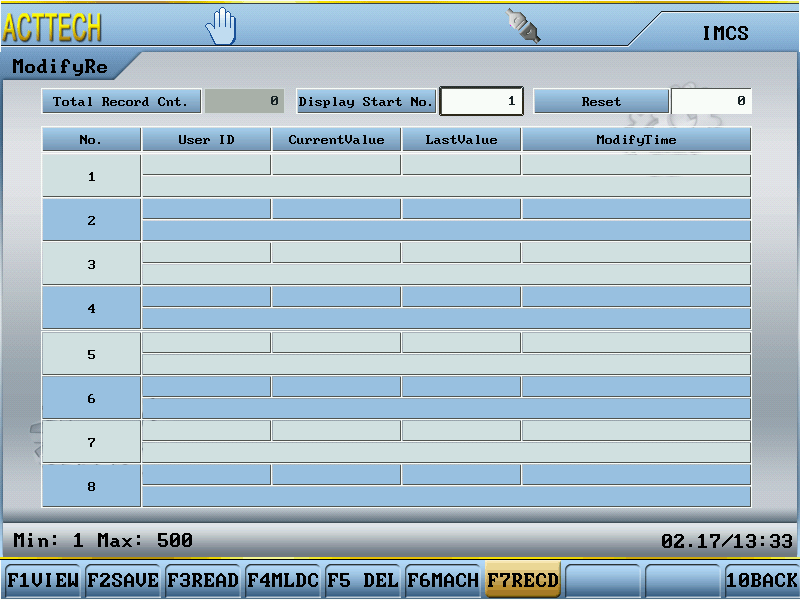 ACTTECH
IMCS
ModifyRe
Total Record Cnt. 0 Display Start No. 1 Reset 0
No. User ID CurrentValue LastValue ModifyTime
1
2
3
4
5
6
7
8
Min: 1 Max: 500 02.17/13:33
F1VIEW F2SAVE F3READ F4MLDC F5 DEL F6MACH F7RECD 10BACK